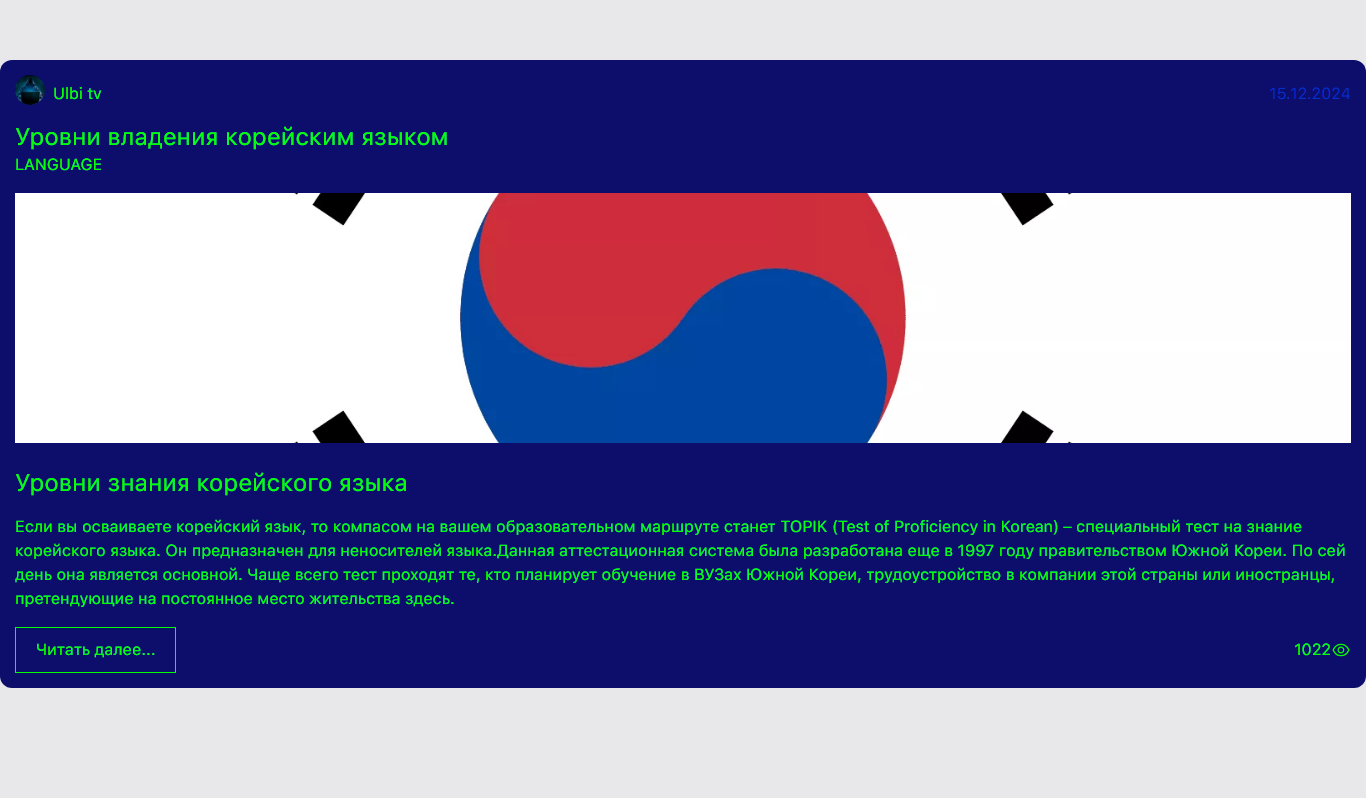 Ulbi tv
15.12.2024
Уровни владения корейским языком
LANGUAGE
Уровни знания корейского языка
Если вы осваиваете корейский язык, то компасом на вашем образовательном маршруте станет TOPIK (Test of Proficiency in Korean) – специальный тест на знание
корейского языка. Он предназначен для неносителей языка.Данная аттестационная система была разработана еще в 1997 году правительством Южной Кореи. По сей
день она является основной. Чаще всего тест проходят те, кто планирует обучение в ВУЗах Южной Кореи, трудоустройство в компании этой страны или иностранцы,
претендующие на постоянное место жительства здесь.
Читать далее...
1022